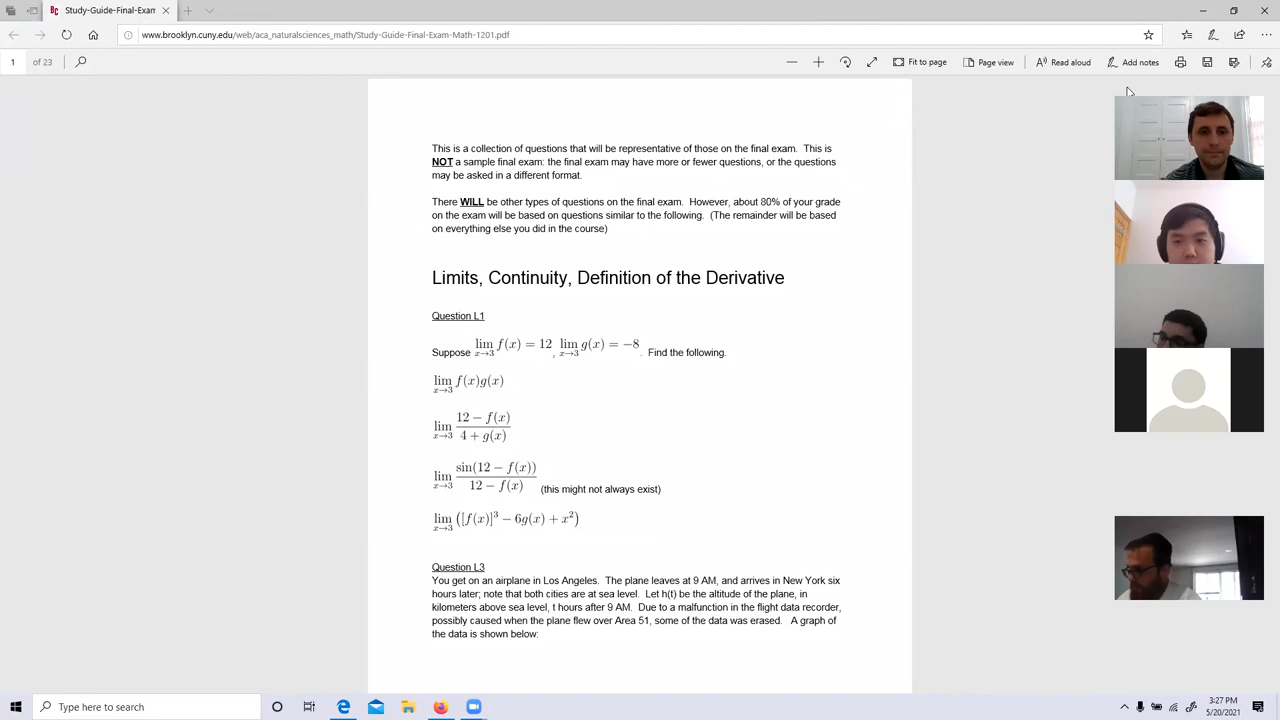 Study-Guide-Final-Exam
www.brooklyn.cuny.edu/web/aca_naturalsciences_math/Study-Guide-Final-Exam-Math-1201.pdf
1 of 23 Fit to page Page view Read aloud Add notes
This is a collection of questions that will be representative of those on the final exam. This is
NOT a sample final exam: the final exam may have more or fewer questions, or the questions
may be asked in a different format.
There WILL be other types of questions on the final exam. However, about 80% of your grade
on the exam will be based on questions similar to the following. (The remainder will be based
on everything else you did in the course)
Limits, Continuity, Definition of the Derivative
Question L1
Suppose lim x→3 f(x) = 12, lim x→3 g(x) = −8. Find the following.
lim x→3 f(x)g(x)
lim x→3 (12 − f(x))/(4 + g(x))
lim x→3 sin(12 − f(x))/(12 − f(x)) (this might not always exist)
lim x→3 ([f(x)]³ − 6g(x) + x²)
Question L3
You get on an airplane in Los Angeles. The plane leaves at 9 AM, and arrives in New York six
hours later; note that both cities are at sea level. Let h(t) be the altitude of the plane, in
kilometers above sea level, t hours after 9 AM. Due to a malfunction in the flight data recorder,
possibly caused when the plane flew over Area 51, some of the data was erased. A graph of
the data is shown below:
Type here to search
3:27 PM
5/20/2021